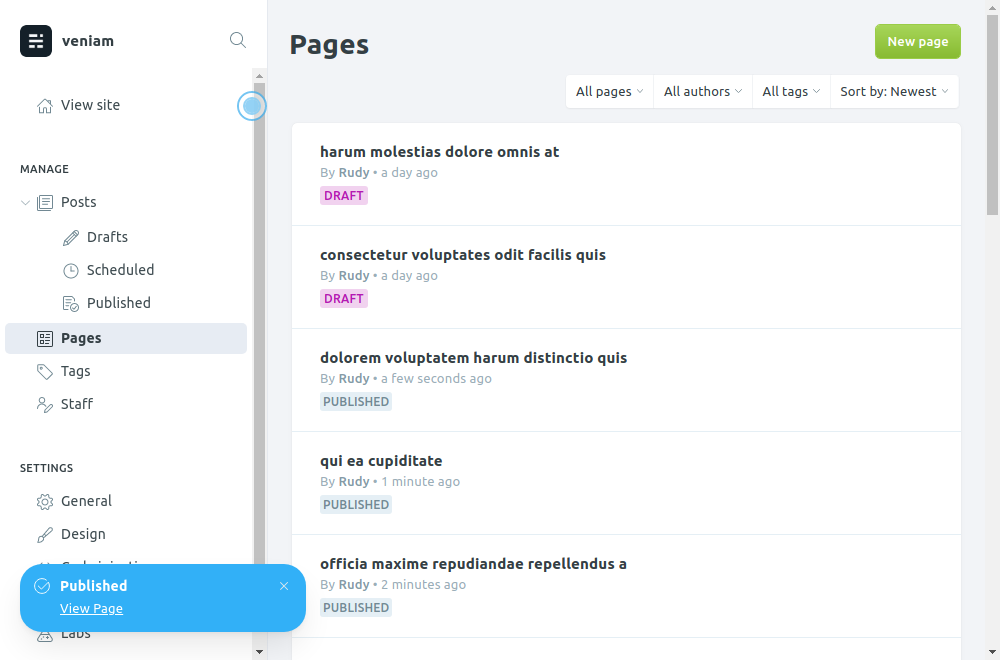 veniam
View site
MANAGE
Posts
Drafts
Scheduled
Published
Pages
Tags
Staff
SETTINGS
General
Design
Labs
Published
View Page
Pages
New page
All pages
All authors
All tags
Sort by: Newest
harum molestias dolore omnis at
By Rudy • a day ago
DRAFT
consectetur voluptates odit facilis quis
By Rudy • a day ago
DRAFT
dolorem voluptatem harum distinctio quis
By Rudy • a few seconds ago
PUBLISHED
qui ea cupiditate
By Rudy • 1 minute ago
PUBLISHED
officia maxime repudiandae repellendus a
By Rudy • 2 minutes ago
PUBLISHED